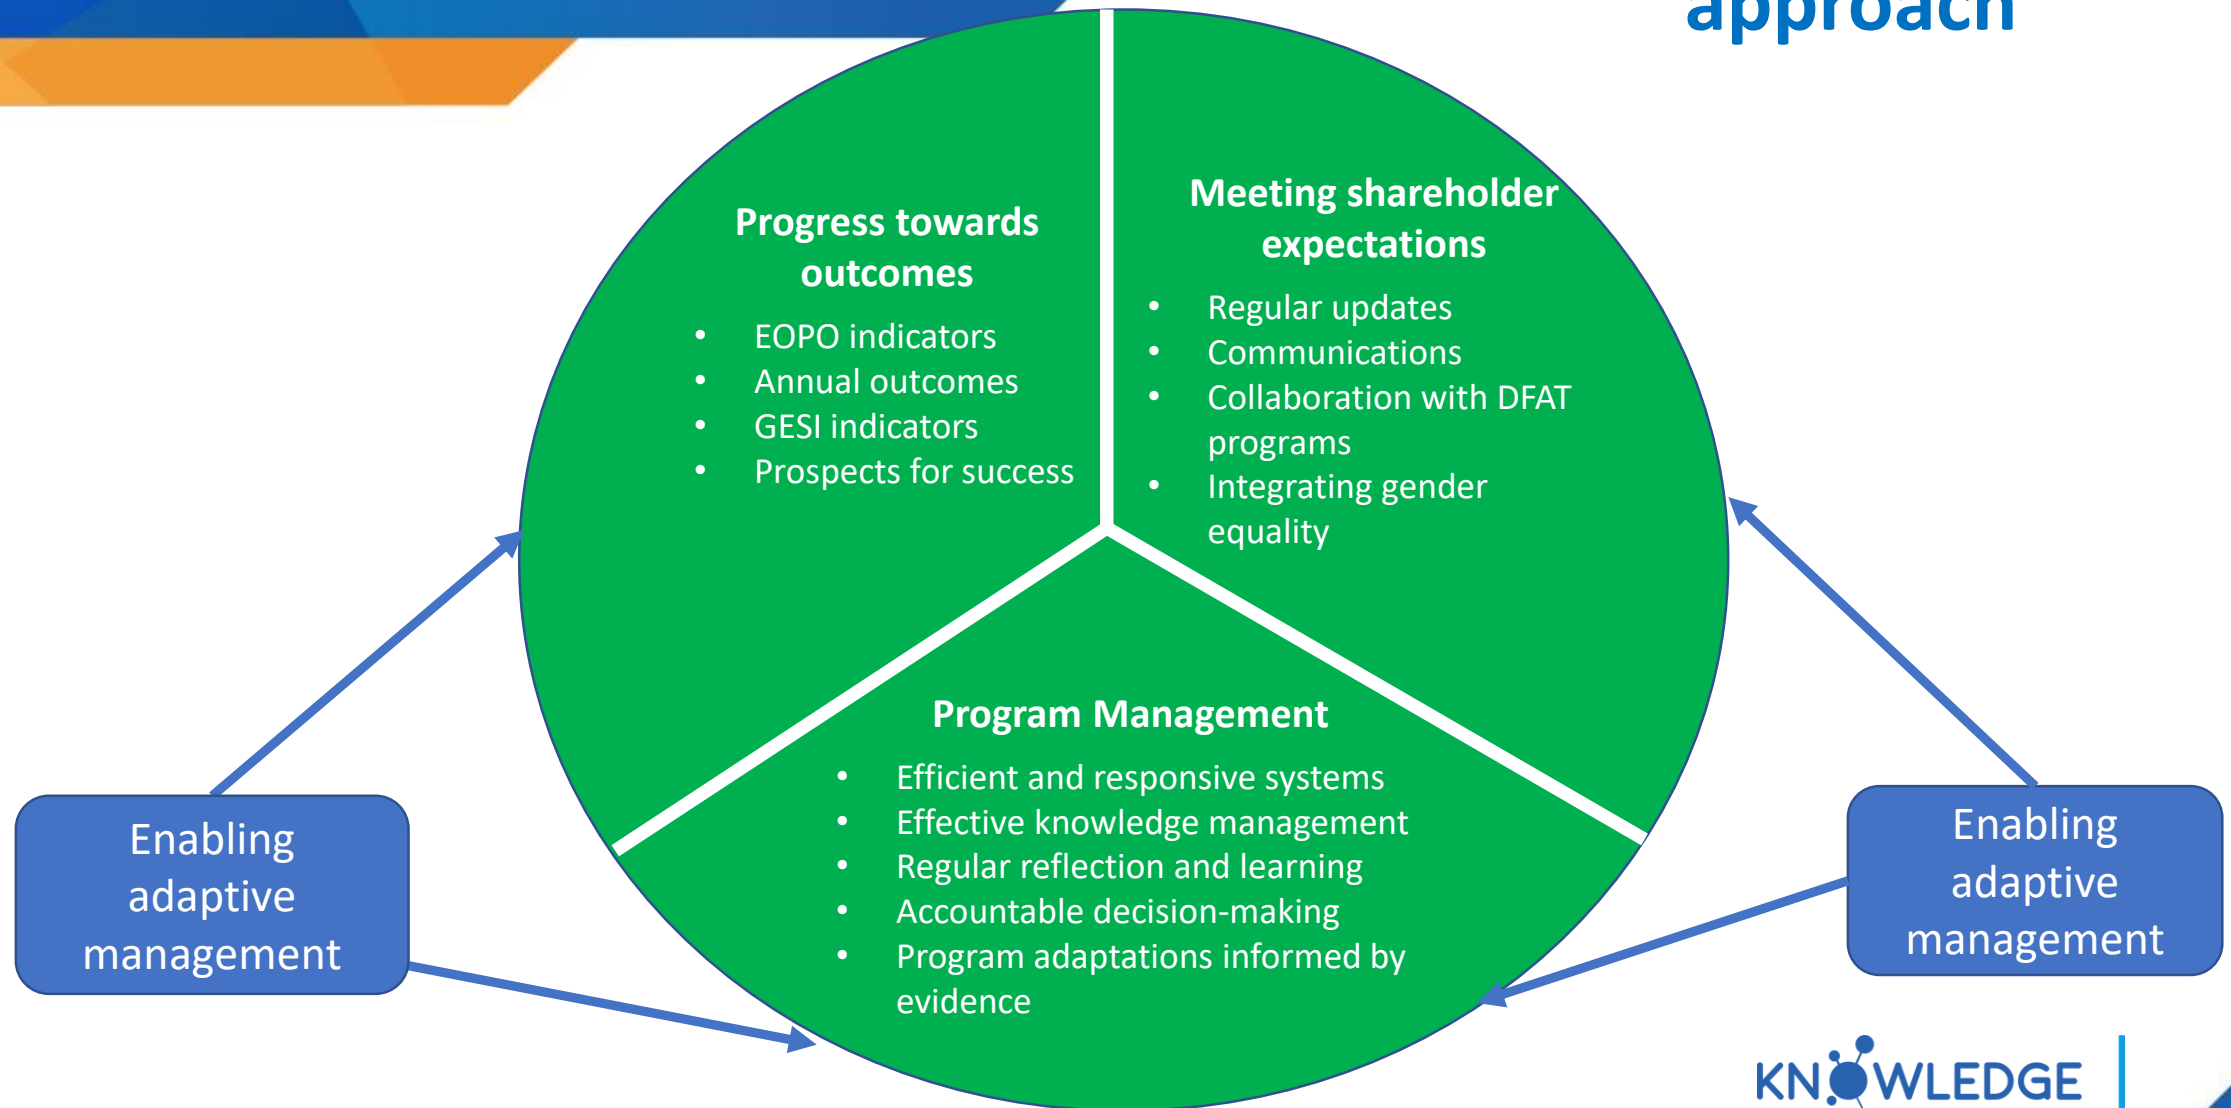 approach
Progress towards
outcomes
• EOPO indicators
• Annual outcomes
• GESI indicators
• Prospects for success
Meeting shareholder
expectations
• Regular updates
• Communications
• Collaboration with DFAT
programs
• Integrating gender
equality
Program Management
• Efficient and responsive systems
• Effective knowledge management
• Regular reflection and learning
• Accountable decision-making
• Program adaptations informed by
evidence
Enabling
adaptive
management
Enabling
adaptive
management
KNOWLEDGE